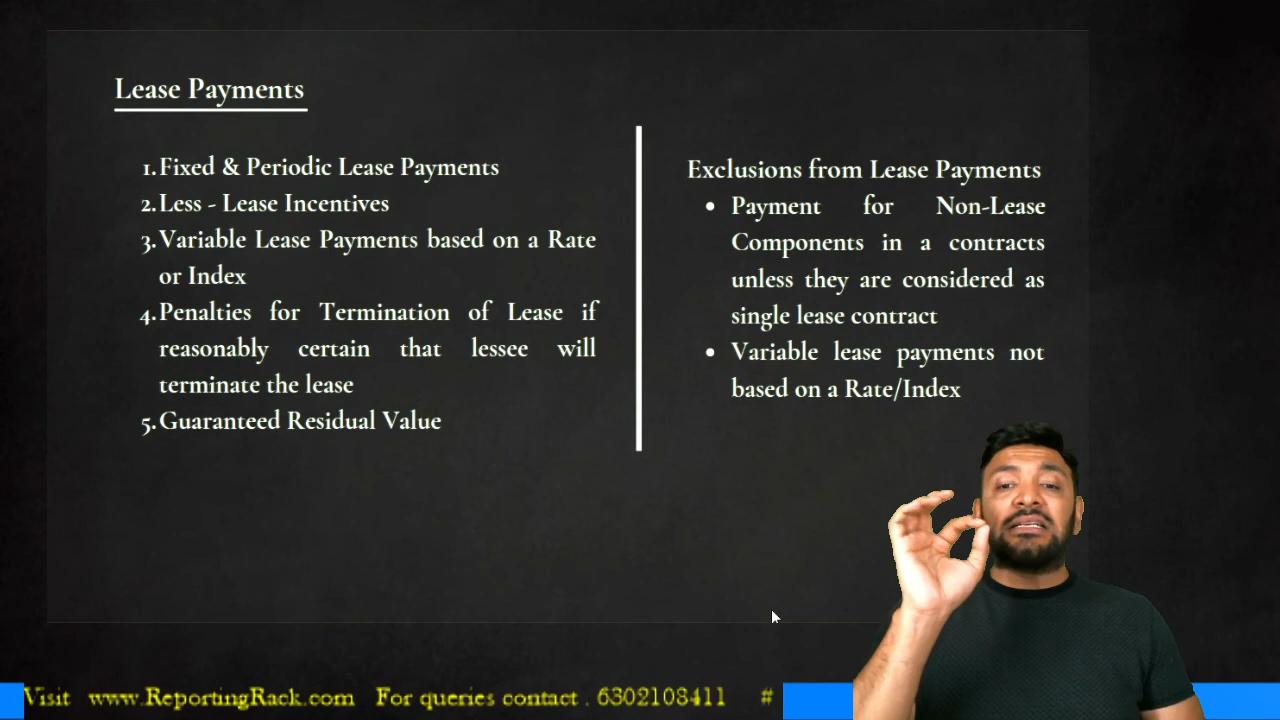 Lease Payments
1. Fixed & Periodic Lease Payments
2. Less - Lease Incentives
3. Variable Lease Payments based on a Rate
or Index
4. Penalties for Termination of Lease if
reasonably certain that lessee will
terminate the lease
5. Guaranteed Residual Value
Exclusions from Lease Payments
• Payment for Non-Lease
Components in a contracts
unless they are considered as
single lease contract
• Variable lease payments not
based on a Rate/Index
Visit www.ReportingRack.com For queries contact . 6302108411 #